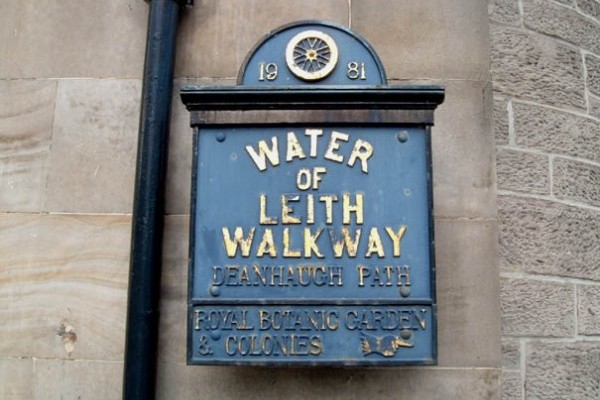 19 81
WATER
OF
LEITH
WALKWAY
DEANHAUGH PATH
ROYAL BOTANIC GARDEN
& COLONIES